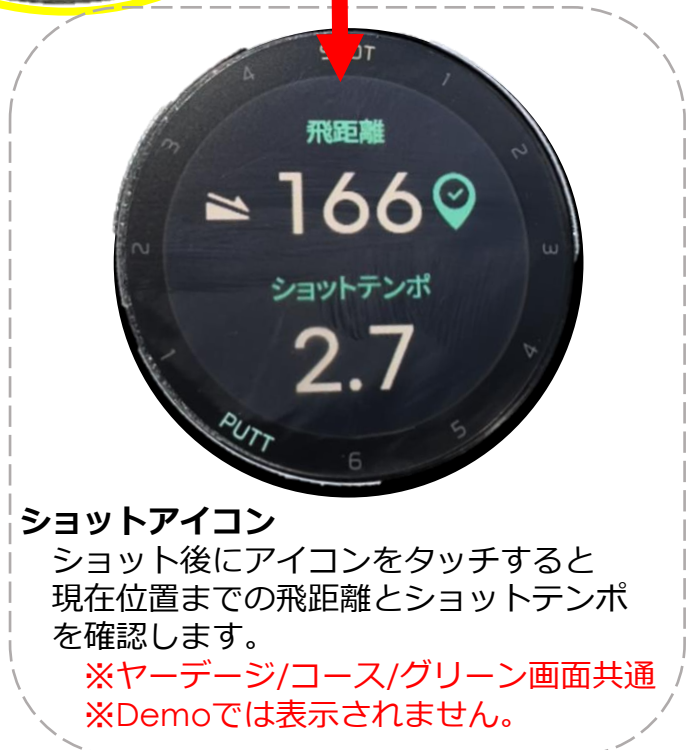 4
1
3
2
飛距離
166
2
3
ショットテンポ
2.7
1
4
PUTT
5
6
ショットアイコン
ショット後にアイコンをタッチすると
現在位置までの飛距離とショットテンポ
を確認します。
※ヤーデージ/コース/グリーン画面共通
※Demoでは表示されません。